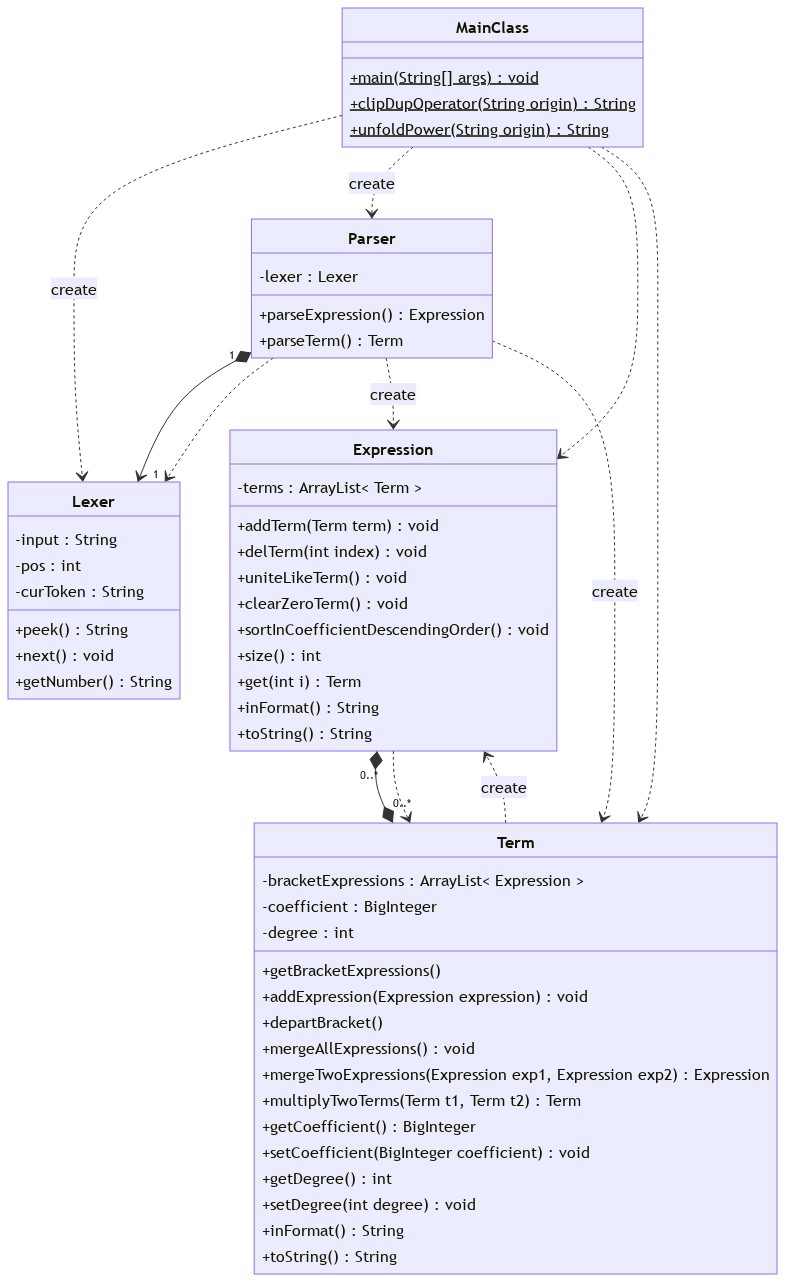 MainClass
+main(String[] args) : void
+clipDupOperator(String origin) : String
+unfoldPower(String origin) : String
create
Parser
-lexer : Lexer
+parseExpression() : Expression
+parseTerm() : Term
create
1
create
1
Lexer
-input : String
-pos : int
-curToken : String
+peek() : String
+next() : void
+getNumber() : String
Expression
-terms : ArrayList< Term >
+addTerm(Term term) : void
+delTerm(int index) : void
+uniteLikeTerm() : void
+clearZeroTerm() : void
+sortInCoefficientDescendingOrder() : void
+size() : int
+get(int i) : Term
+inFormat() : String
+toString() : String
create
0..*
create
0..*
Term
-bracketExpressions : ArrayList< Expression >
-coefficient : BigInteger
-degree : int
+getBracketExpressions()
+addExpression(Expression expression) : void
+departBracket()
+mergeAllExpressions() : void
+mergeTwoExpressions(Expression exp1, Expression exp2) : Expression
+multiplyTwoTerms(Term t1, Term t2) : Term
+getCoefficient() : BigInteger
+setCoefficient(BigInteger coefficient) : void
+getDegree() : int
+setDegree(int degree) : void
+inFormat() : String
+toString() : String